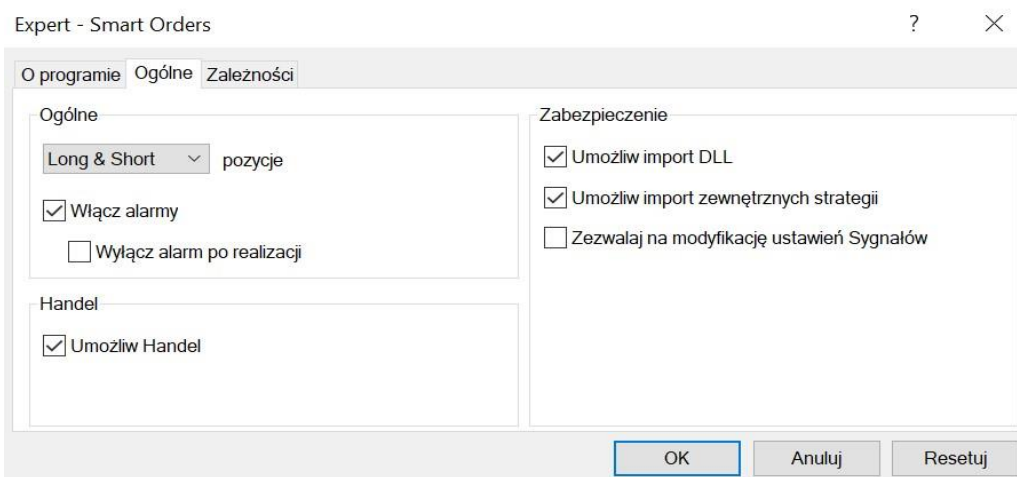 Expert - Smart Orders
?
O programie Ogólne Zależności
Ogólne
Long & Short pozycje
Włącz alarmy
Wyłącz alarm po realizacji
Handel
Umożliw Handel
Zabezpieczenie
Umożliw import DLL
Umożliw import zewnętrznych strategii
Zezwalaj na modyfikację ustawień Sygnałów
OK Anuluj Resetuj